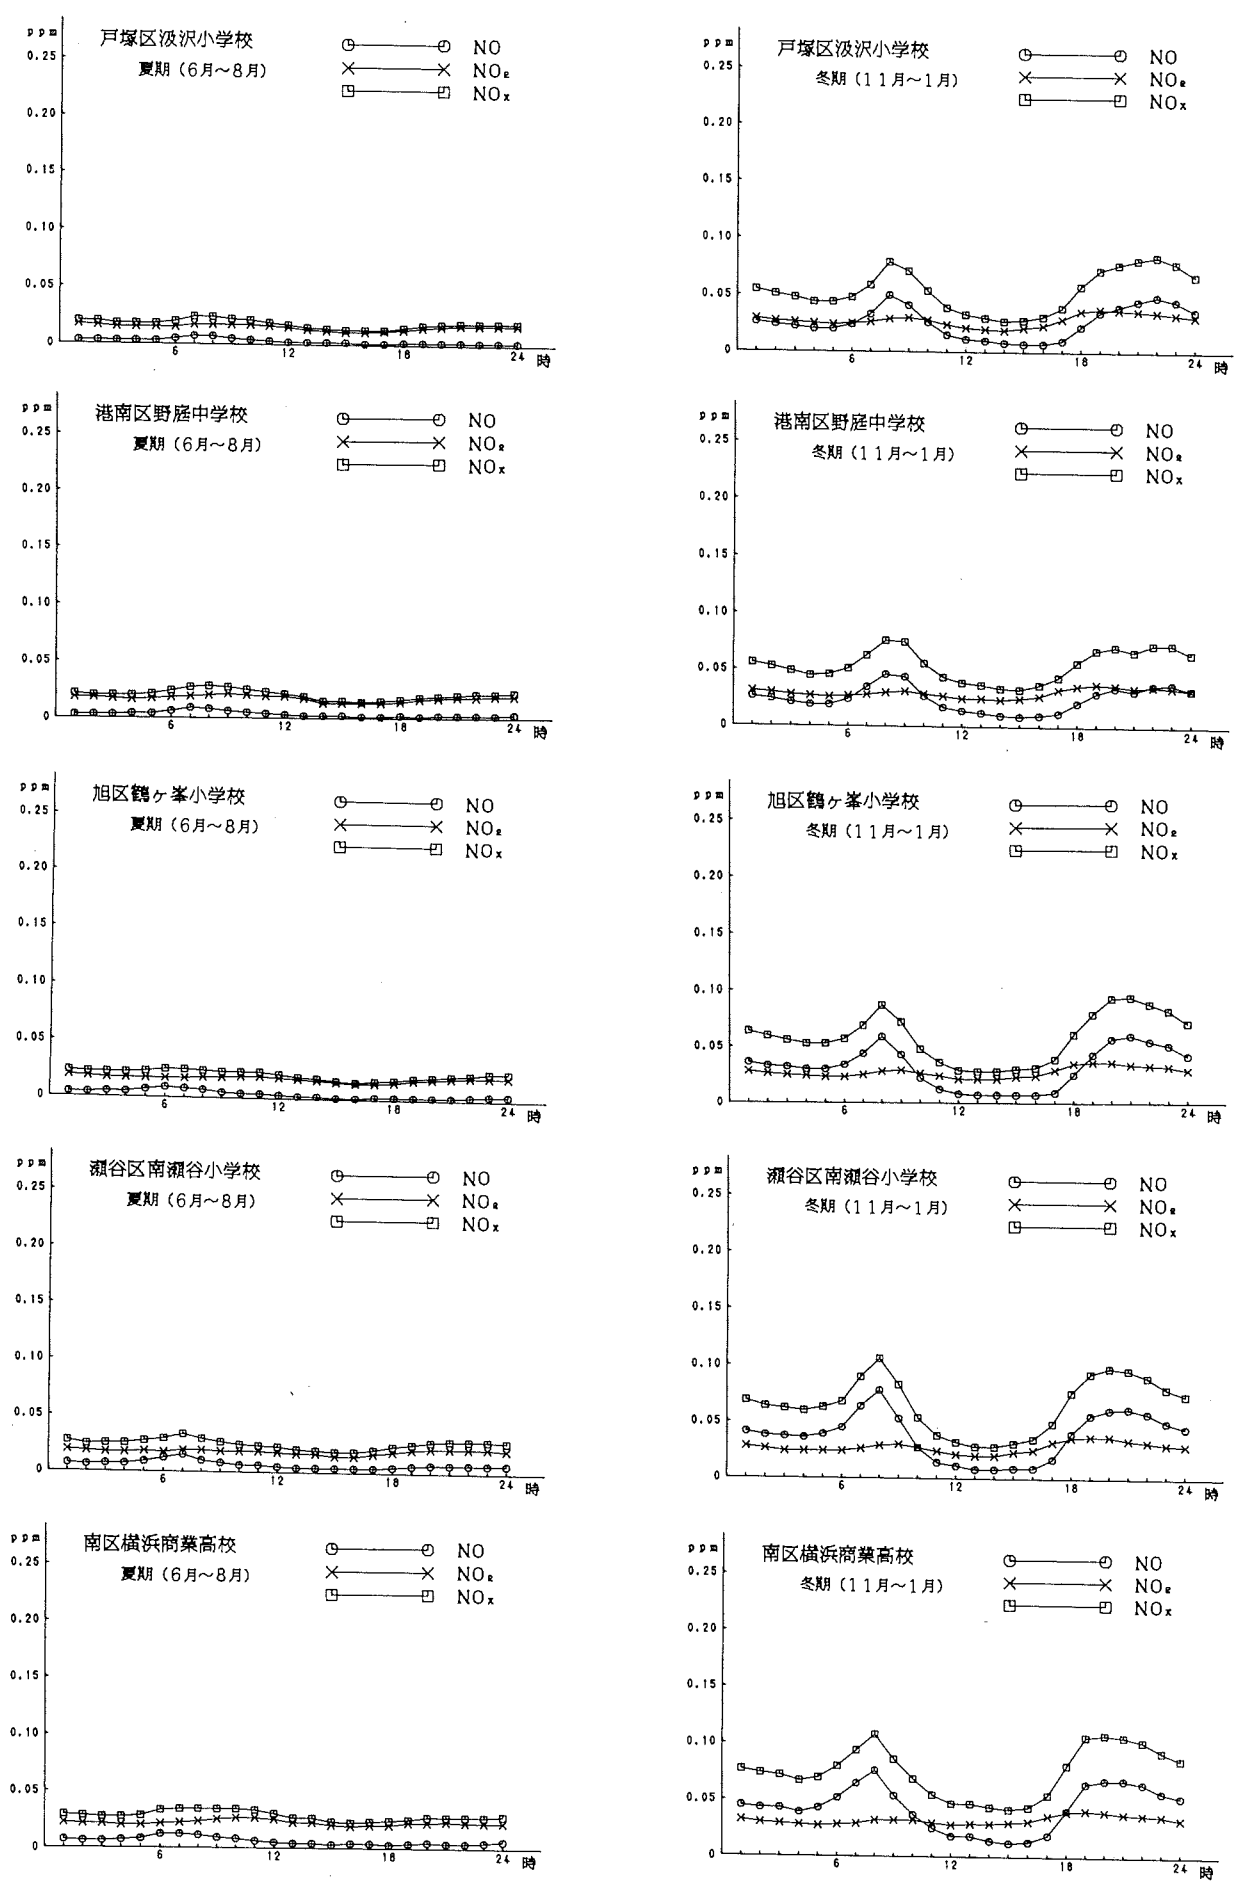 ppm
戸塚区汲沢小学校
夏期（6月～8月）
NO
NO₂
NOx
0.25
0.20
0.15
0.10
0.05
0
6
12
18
24
時
ppm
戸塚区汲沢小学校
冬期（11月～1月）
NO
NO₂
NOx
0.25
0.20
0.15
0.10
0.05
0
6
12
18
24
時
ppm
港南区野庭中学校
夏期（6月～8月）
NO
NO₂
NOx
0.25
0.20
0.15
0.10
0.05
0
6
12
18
24
時
ppm
港南区野庭中学校
冬期（11月～1月）
NO
NO₂
NOx
0.25
0.20
0.15
0.10
0.05
0
6
12
18
24
時
ppm
旭区鶴ヶ峯小学校
夏期（6月～8月）
NO
NO₂
NOx
0.25
0.20
0.15
0.10
0.05
0
6
12
18
24
時
ppm
旭区鶴ヶ峯小学校
冬期（11月～1月）
NO
NO₂
NOx
0.25
0.20
0.15
0.10
0.05
0
6
12
18
24
時
ppm
瀬谷区南瀬谷小学校
夏期（6月～8月）
NO
NO₂
NOx
0.25
0.20
0.15
0.10
0.05
0
6
12
18
24
時
ppm
瀬谷区南瀬谷小学校
冬期（11月～1月）
NO
NO₂
NOx
0.25
0.20
0.15
0.10
0.05
0
6
12
18
24
時
ppm
南区横浜商業高校
夏期（6月～8月）
NO
NO₂
NOx
0.25
0.20
0.15
0.10
0.05
0
6
12
18
24
時
ppm
南区横浜商業高校
冬期（11月～1月）
NO
NO₂
NOx
0.25
0.20
0.15
0.10
0.05
0
6
12
18
24
時